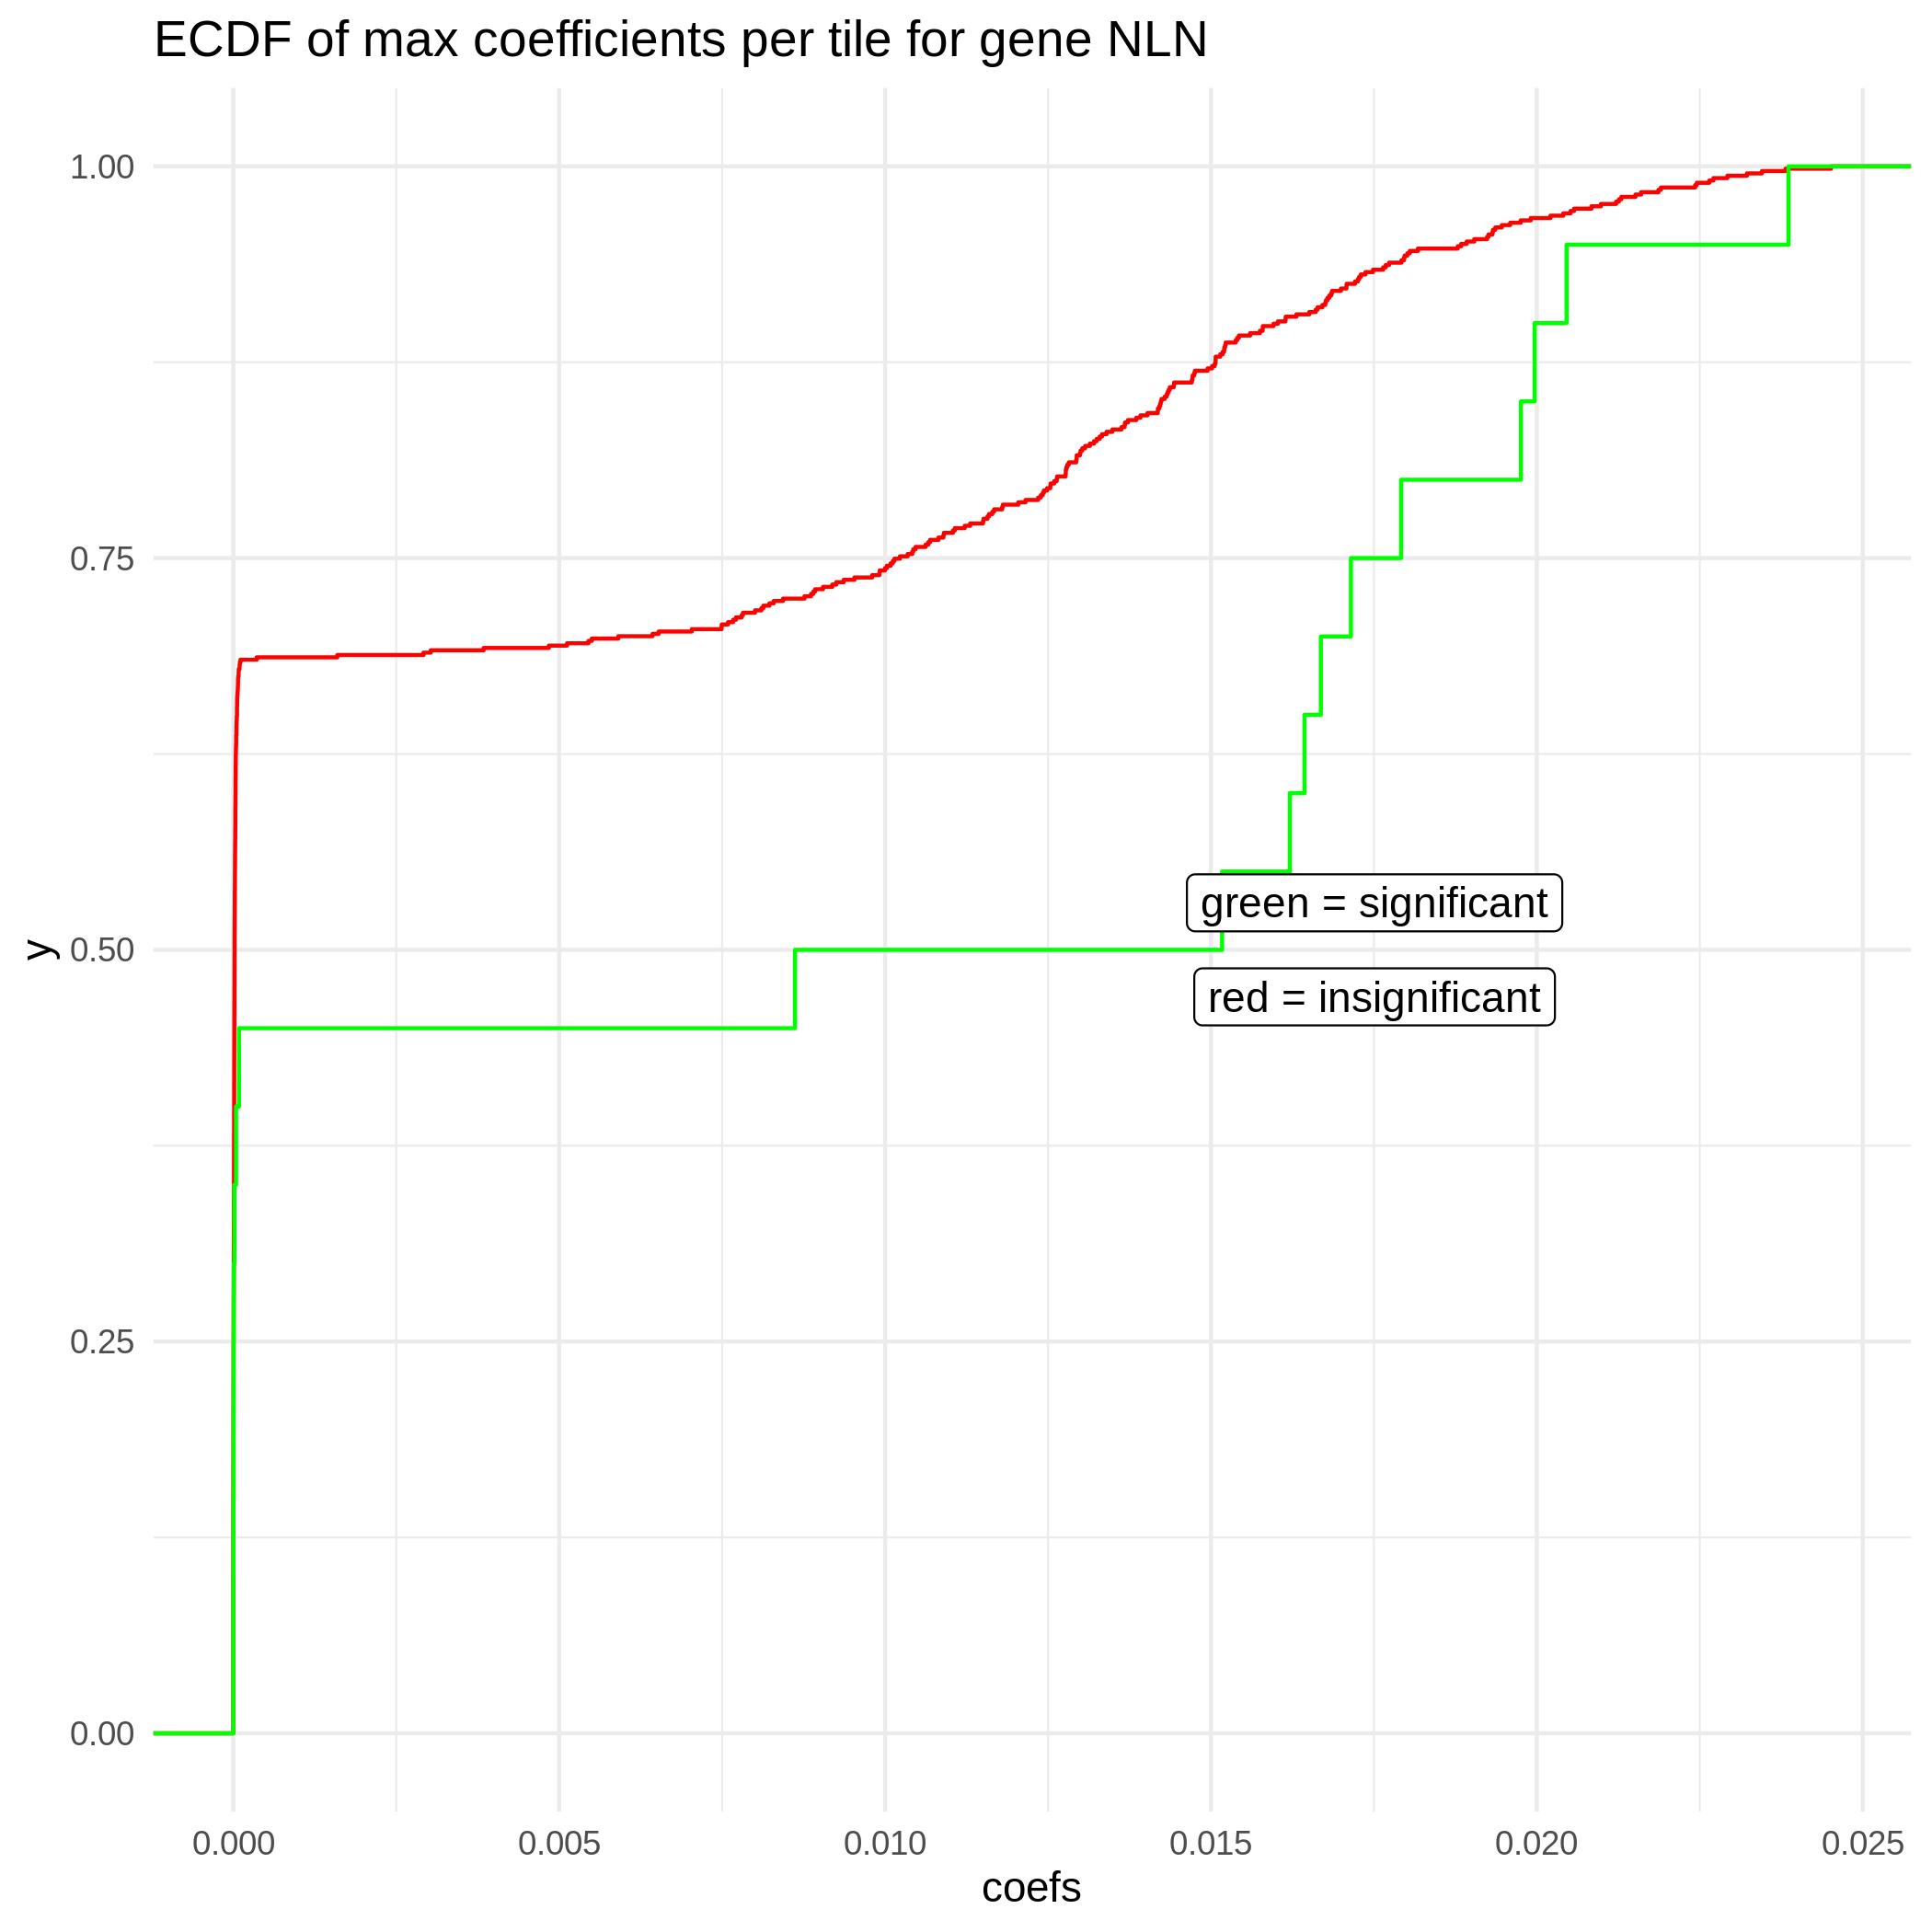 ECDF of max coefficients per tile for gene NLN
1.00
0.75
0.50
0.25
0.00
y
green = significant
red = insignificant
0.000 0.005 0.010 0.015 0.020 0.025
coefs